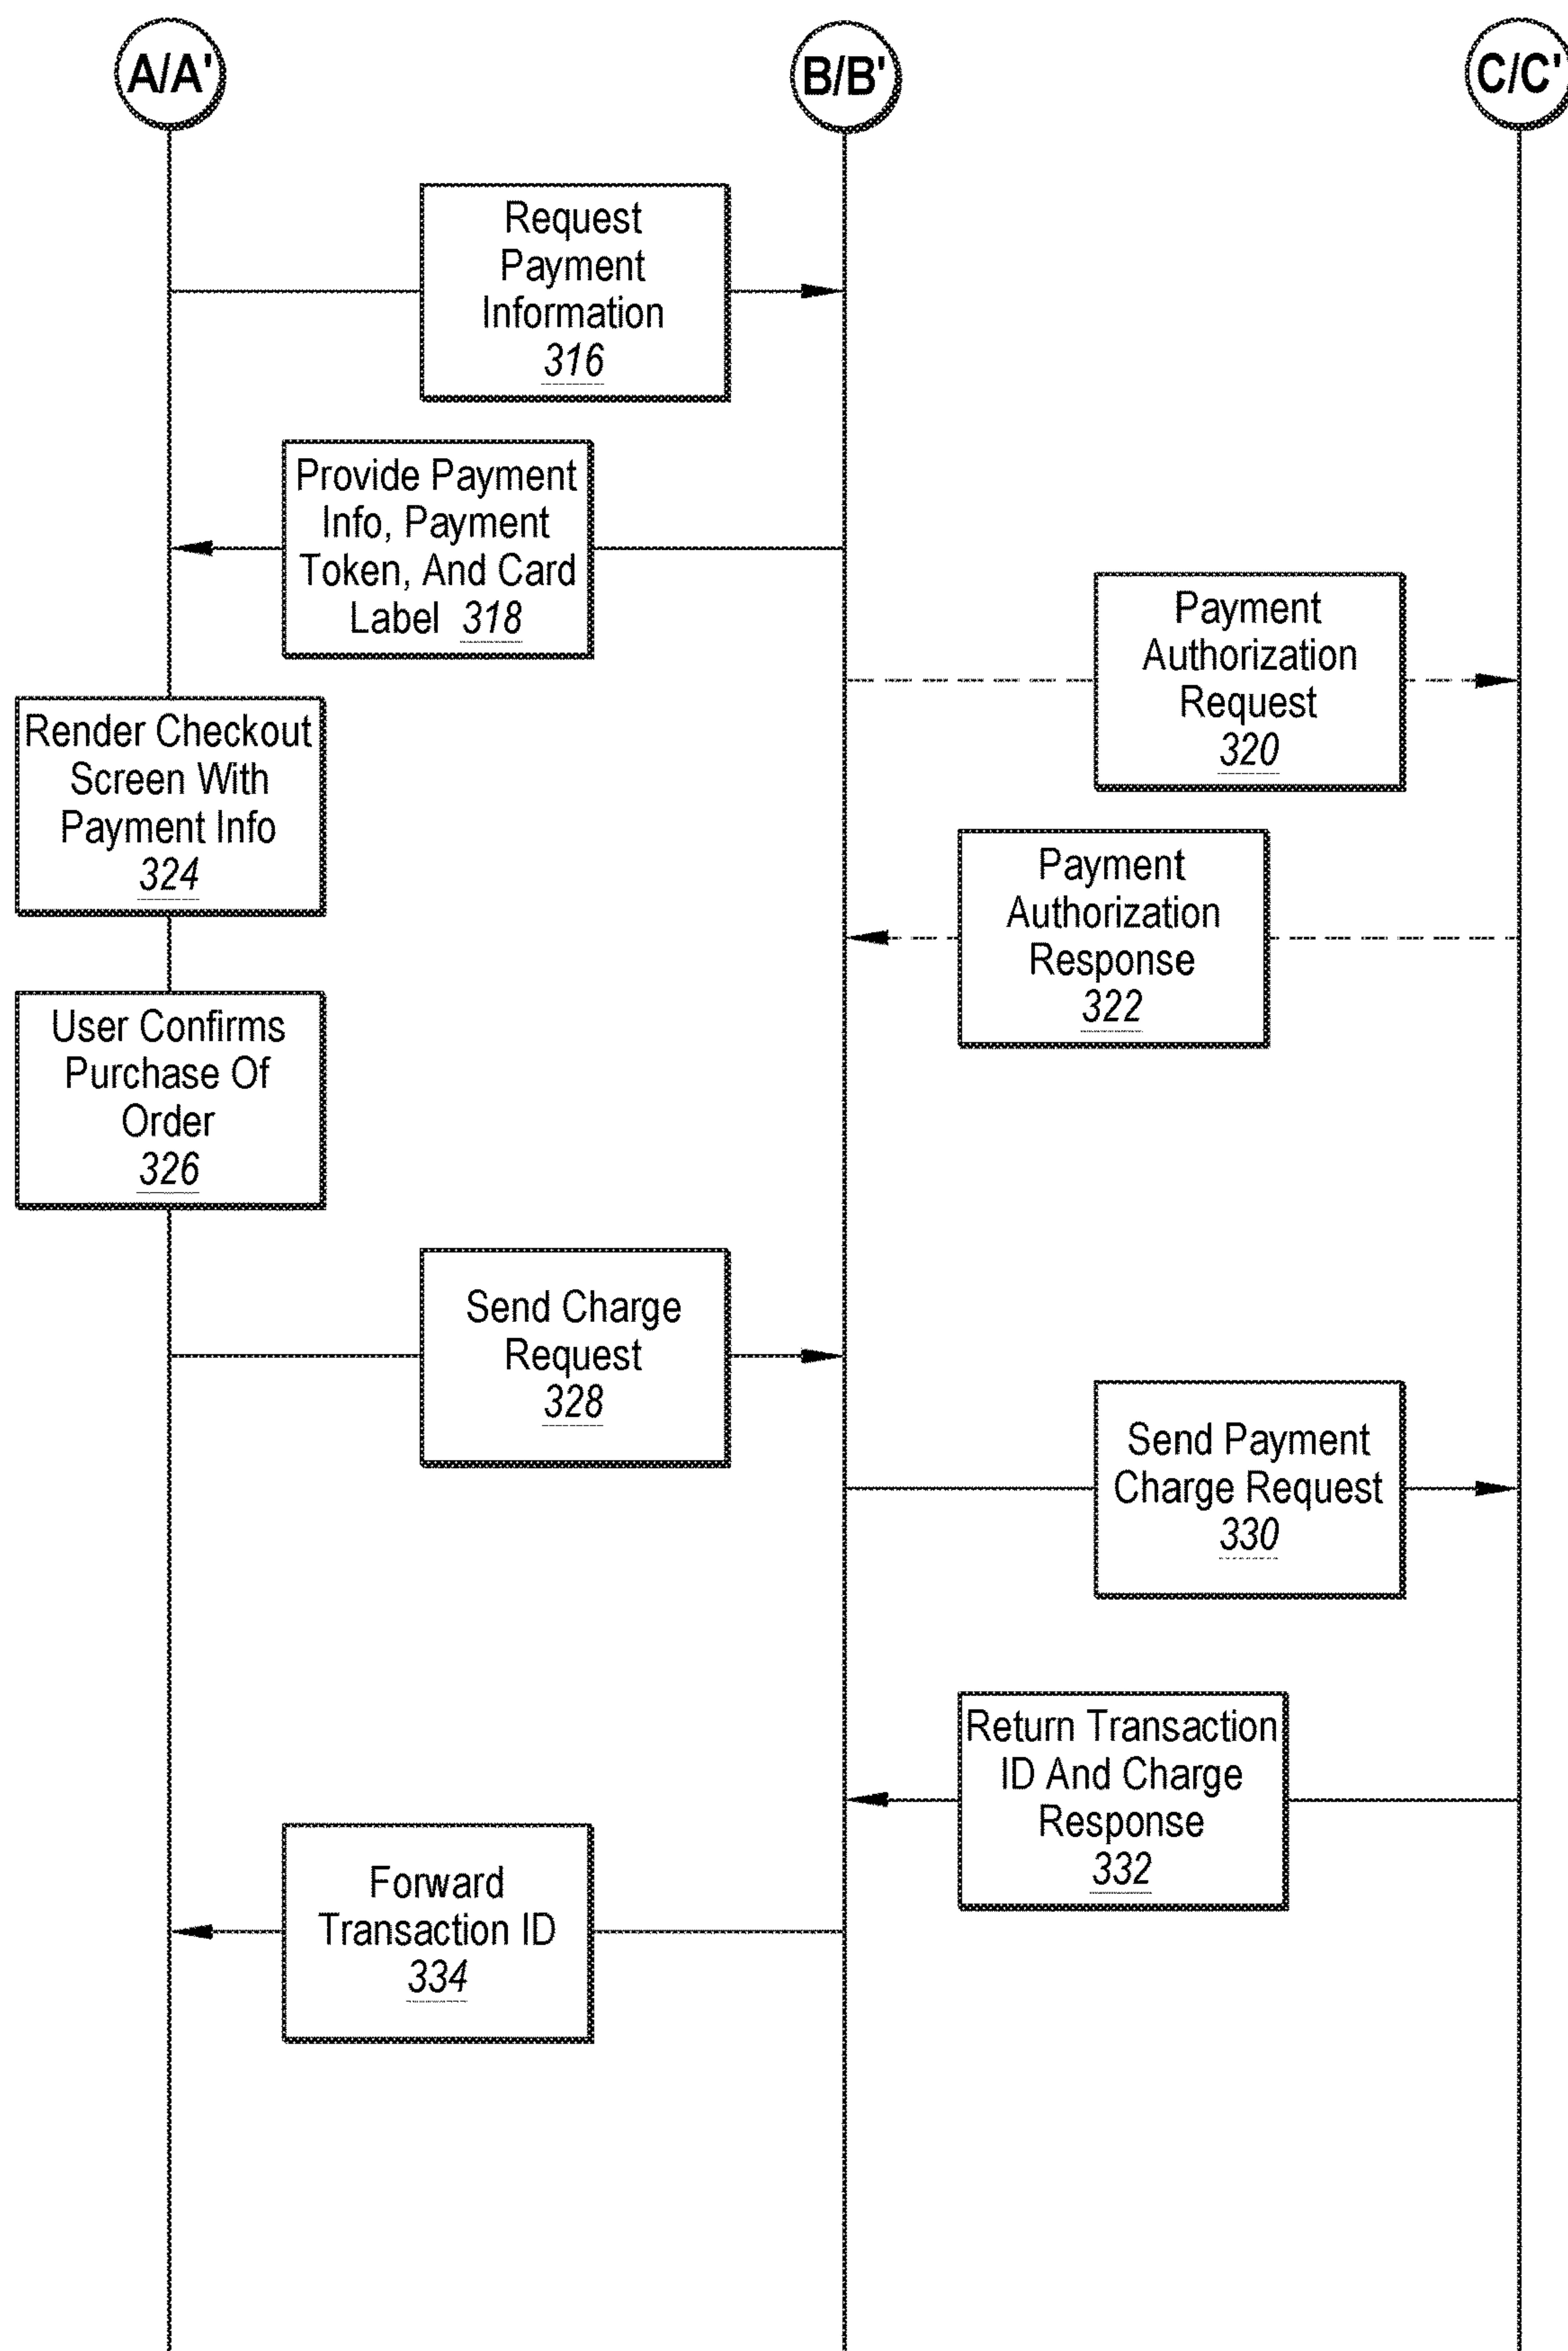 A/A'
B/B'
C/C'
Request
Payment
Information
316
Provide Payment
Info, Payment
Token, And Card
Label 318
Payment
Authorization
Request
320
Render Checkout
Screen With
Payment Info
324
Payment
Authorization
Response
322
User Confirms
Purchase Of
Order
326
Send Charge
Request
328
Send Payment
Charge Request
330
Return Transaction
ID And Charge
Response
332
Forward
Transaction ID
334